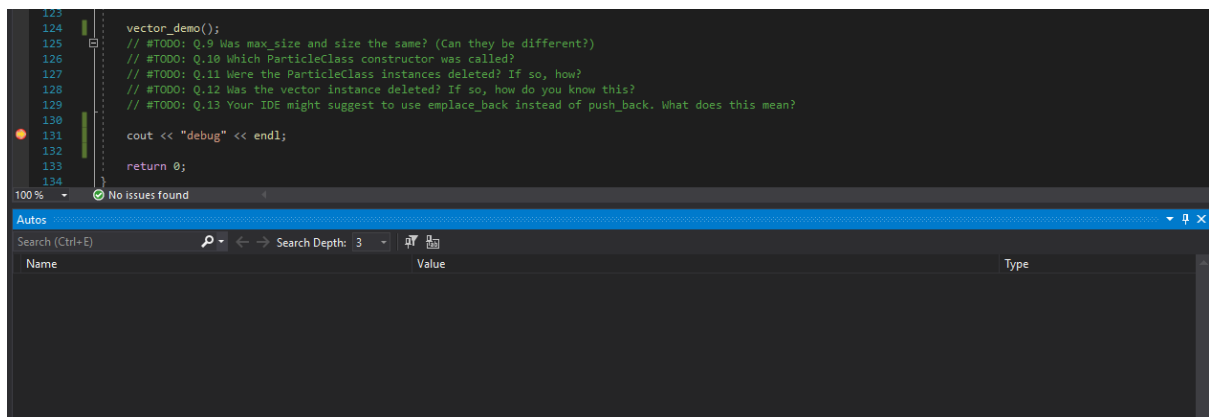 123
124 vector_demo();
125 // #TODO: Q.9 Was max_size and size the same? (Can they be different?)
126 // #TODO: Q.10 Which ParticleClass constructor was called?
127 // #TODO: Q.11 Were the ParticleClass instances deleted? If so, how?
128 // #TODO: Q.12 Was the vector instance deleted? If so, how do you know this?
129 // #TODO: Q.13 Your IDE might suggest to use emplace_back instead of push_back. What does this mean?
130
131 cout << "debug" << endl;
132
133 return 0;
134 }
100 % No issues found
Autos
Search (Ctrl+E) Search Depth: 3
Name Value Type